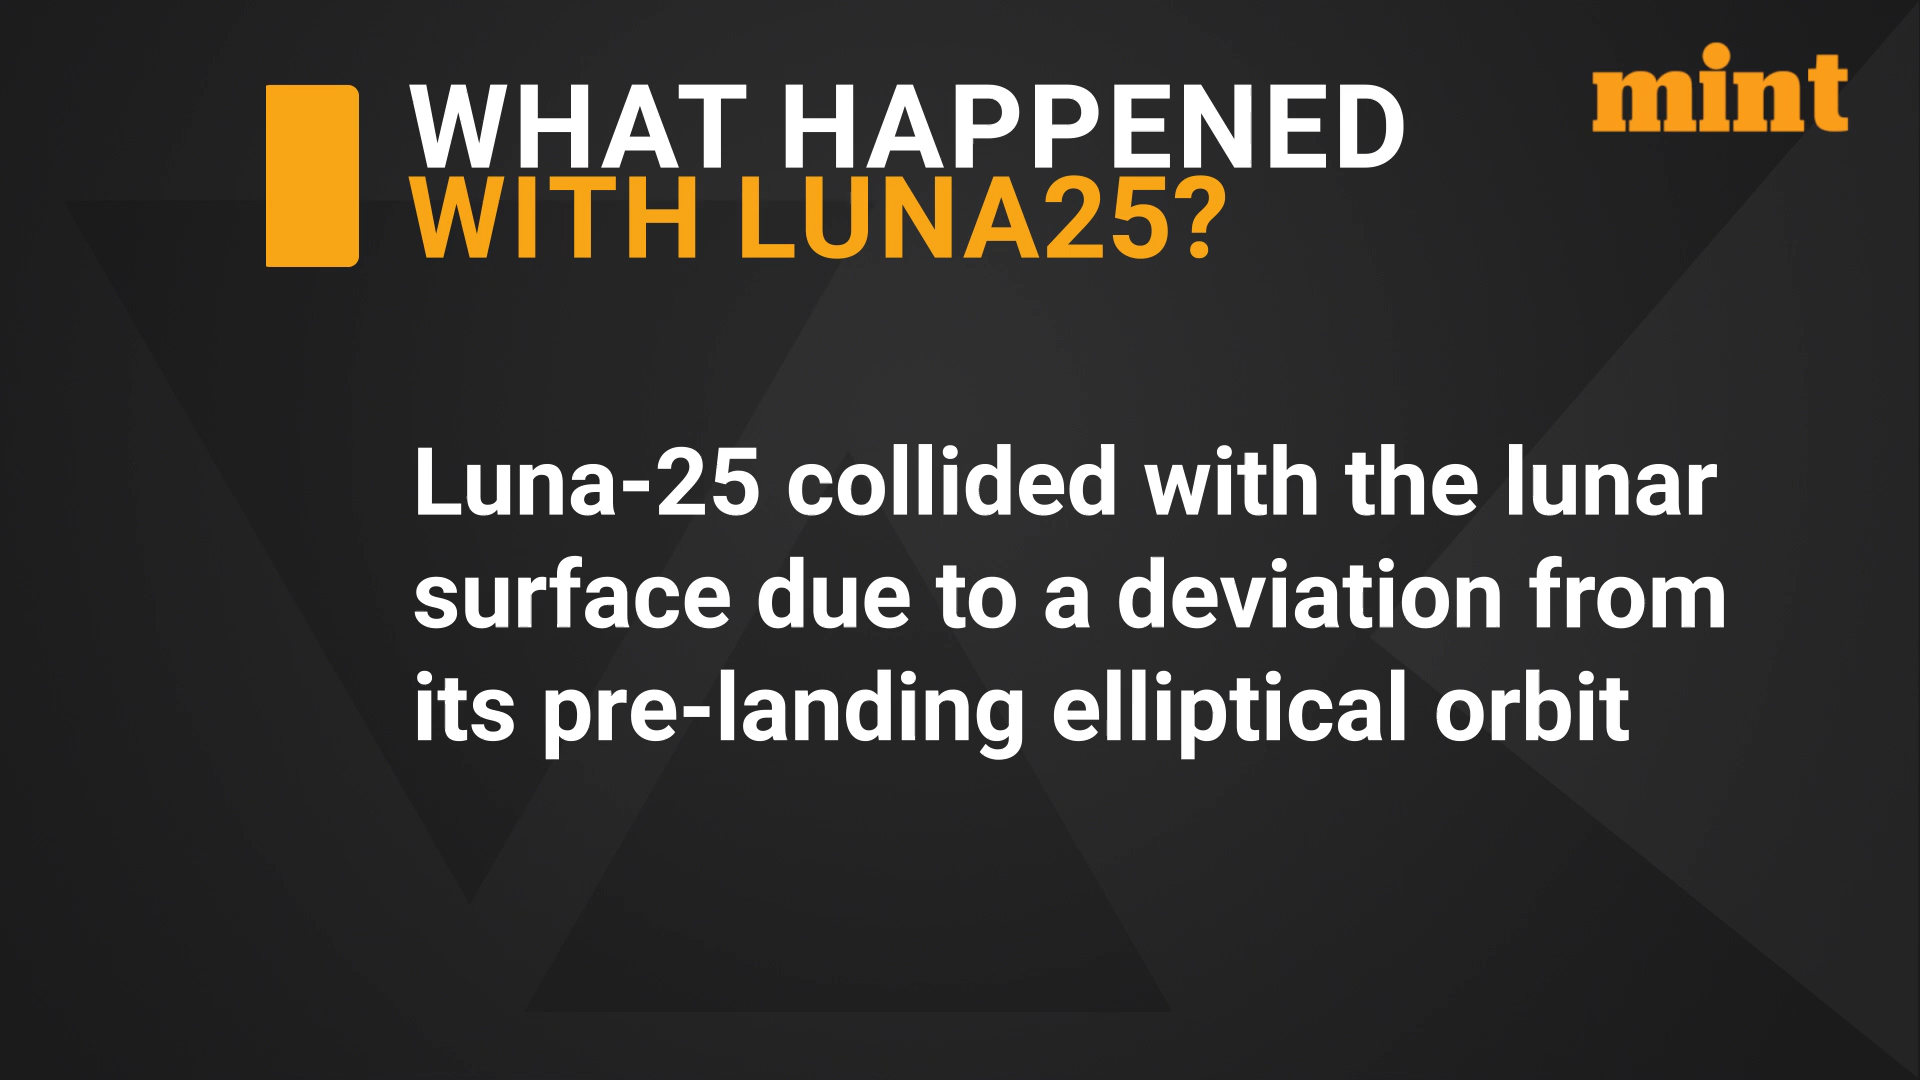 mint
WHAT HAPPENED
WITH LUNA25?
Luna-25 collided with the lunar
surface due to a deviation from
its pre-landing elliptical orbit